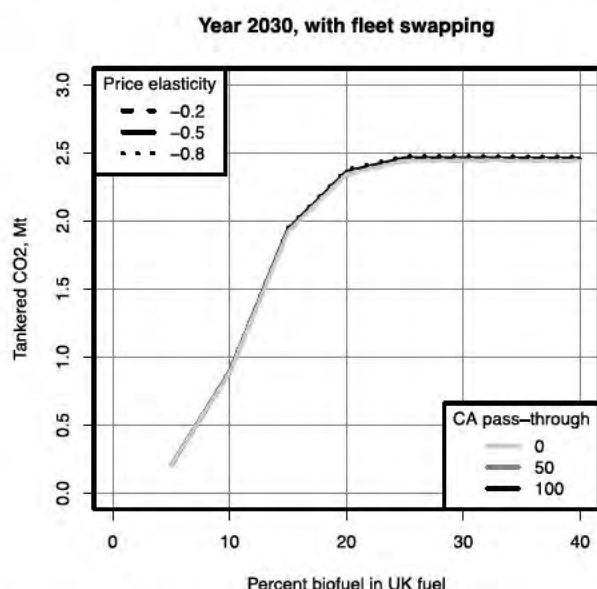 Year 2030, with fleet swapping
Price elasticity
−0.2
−0.5
−0.8
Tankered CO2, Mt
3.0
2.5
2.0
1.5
1.0
0.5
0.0
CA pass−through
0
50
100
0 10 20 30 40
Percent biofuel in UK fuel